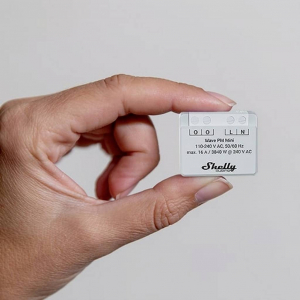 O O L N
Wave PM Mini
110-240 V AC, 50/60 Hz
max. 16 A / 3840 W @ 240 V AC
Shelly